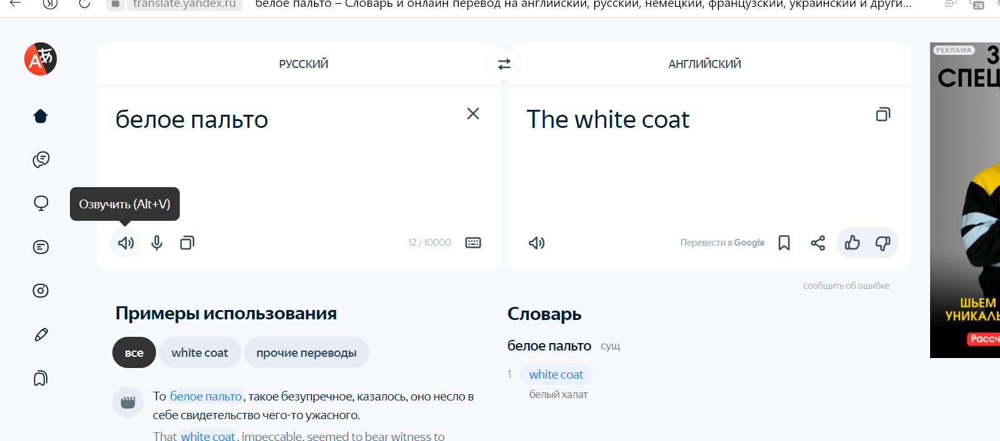 translate.yandex.ru
белое пальто – Словарь и онлайн перевод на английский, русский, немецкий, французский, украинский и други...
28
РУССКИЙ
АНГЛИЙСКИЙ
белое пальто
The white coat
Озвучить (Alt+V)
12 / 10000
Перевести в Google
сообщить об ошибке
Примеры использования
все
white coat
прочие переводы
То белое пальто, такое безупречное, казалось, оно несло в
себе свидетельство чего-то ужасного.
That white coat, impeccable, seemed to bear witness to
Словарь
белое пальто сущ
1 white coat
белый халат
РЕКЛАМА
З
СПЕЦ
ШЬЕМ
УНИКАЛЬ
Рассч